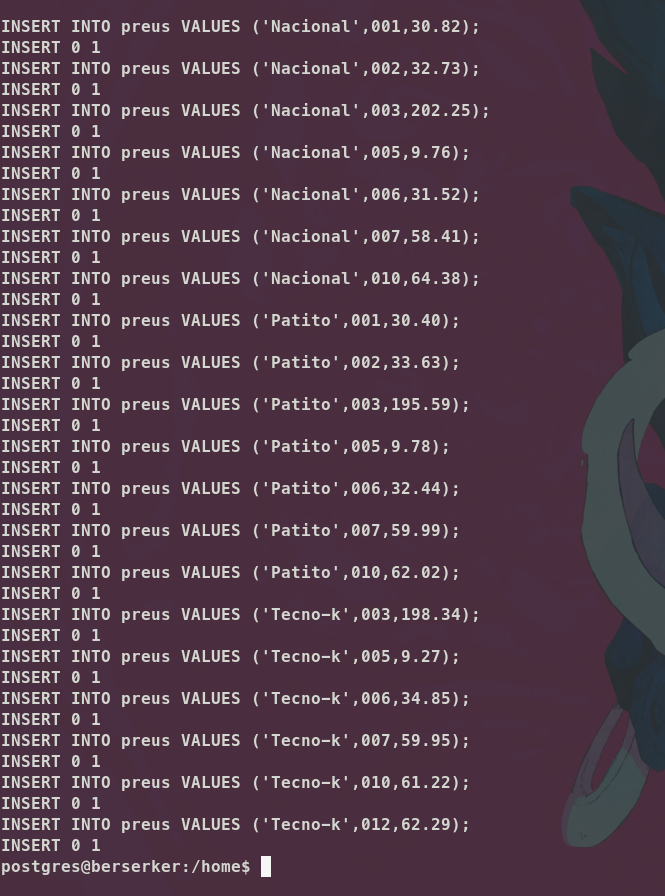 INSERT INTO preus VALUES ('Nacional',001,30.82);
INSERT 0 1
INSERT INTO preus VALUES ('Nacional',002,32.73);
INSERT 0 1
INSERT INTO preus VALUES ('Nacional',003,202.25);
INSERT 0 1
INSERT INTO preus VALUES ('Nacional',005,9.76);
INSERT 0 1
INSERT INTO preus VALUES ('Nacional',006,31.52);
INSERT 0 1
INSERT INTO preus VALUES ('Nacional',007,58.41);
INSERT 0 1
INSERT INTO preus VALUES ('Nacional',010,64.38);
INSERT 0 1
INSERT INTO preus VALUES ('Patito',001,30.40);
INSERT 0 1
INSERT INTO preus VALUES ('Patito',002,33.63);
INSERT 0 1
INSERT INTO preus VALUES ('Patito',003,195.59);
INSERT 0 1
INSERT INTO preus VALUES ('Patito',005,9.78);
INSERT 0 1
INSERT INTO preus VALUES ('Patito',006,32.44);
INSERT 0 1
INSERT INTO preus VALUES ('Patito',007,59.99);
INSERT 0 1
INSERT INTO preus VALUES ('Patito',010,62.02);
INSERT 0 1
INSERT INTO preus VALUES ('Tecno-k',003,198.34);
INSERT 0 1
INSERT INTO preus VALUES ('Tecno-k',005,9.27);
INSERT 0 1
INSERT INTO preus VALUES ('Tecno-k',006,34.85);
INSERT 0 1
INSERT INTO preus VALUES ('Tecno-k',007,59.95);
INSERT 0 1
INSERT INTO preus VALUES ('Tecno-k',010,61.22);
INSERT 0 1
INSERT INTO preus VALUES ('Tecno-k',012,62.29);
INSERT 0 1
postgres@berserker:/home$